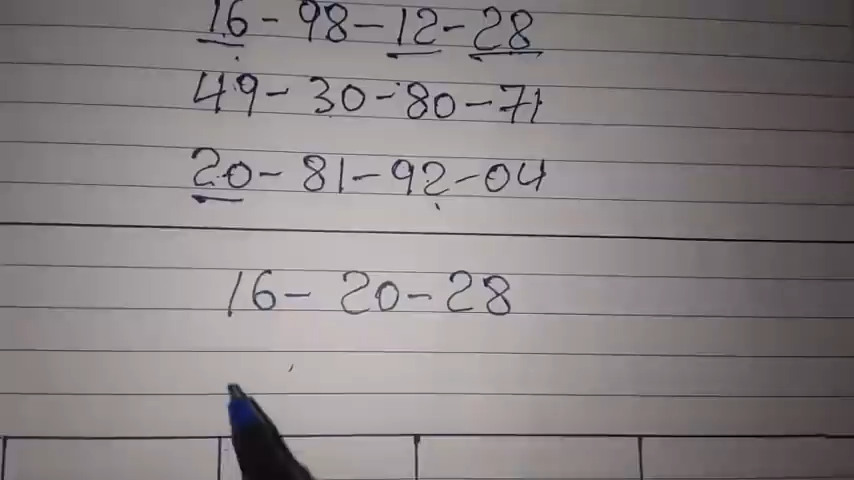 16 - 98 - 12 - 28
49 - 30 - 80 - 71
20 - 81 - 92 - 04
16 - 20 - 28